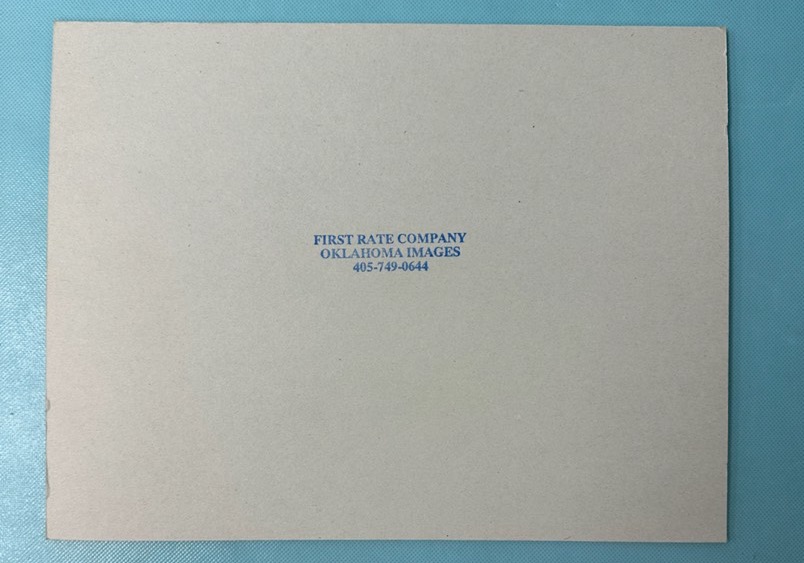 FIRST RATE COMPANY
OKLAHOMA IMAGES
405-749-0644